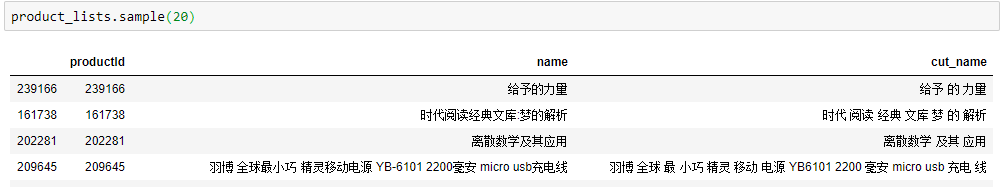 product_lists.sample(20)
productId name cut_name
239166 239166 给予的力量 给予 的 力量
161738 161738 时代阅读经典文库:梦的解析 时代 阅读 经典 文库 梦 的 解析
202281 202281 离散数学及其应用 离散数学 及其 应用
209645 209645 羽博 全球最小巧 精灵移动电源 YB-6101 2200毫安 micro usb充电线 羽博 全球 最 小巧 精灵 移动 电源 YB6101 2200 毫安 micro usb 充电 线